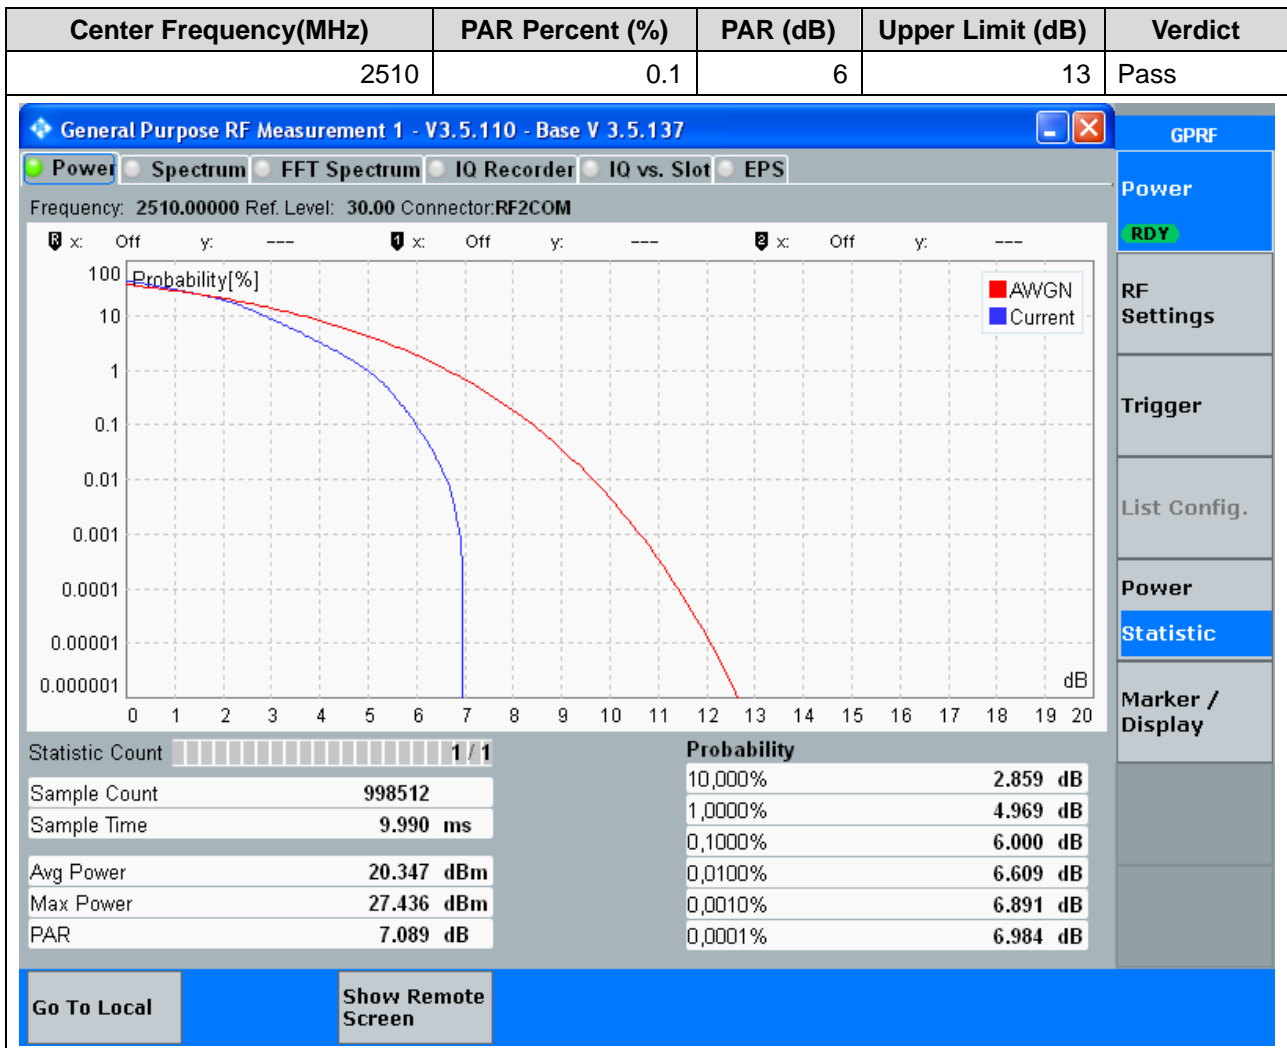 Center Frequency(MHz) PAR Percent (%) PAR (dB) Upper Limit (dB) Verdict
2510 0.1 6 13 Pass
General Purpose RF Measurement 1 - V3.5.110 - Base V 3.5.137
GPRF
Power Spectrum FFT Spectrum IQ Recorder IQ vs. Slot EPS
Frequency: 2510.00000 Ref. Level: 30.00 Connector:RF2COM
R x: Off y: --- 1 x: Off y: --- 2 x: Off y: ---
Probability[%]
AWGN
Current
100
10
1
0.1
0.01
0.001
0.0001
0.00001
0.000001
dB
0 1 2 3 4 5 6 7 8 9 10 11 12 13 14 15 16 17 18 19 20
Statistic Count 1 / 1
Sample Count 998512
Sample Time 9.990 ms
Avg Power 20.347 dBm
Max Power 27.436 dBm
PAR 7.089 dB
Probability
10,000% 2.859 dB
1,0000% 4.969 dB
0,1000% 6.000 dB
0,0100% 6.609 dB
0,0010% 6.891 dB
0,0001% 6.984 dB
Power
RDY
RF
Settings
Trigger
List Config.
Power
Statistic
Marker /
Display
Go To Local
Show Remote
Screen